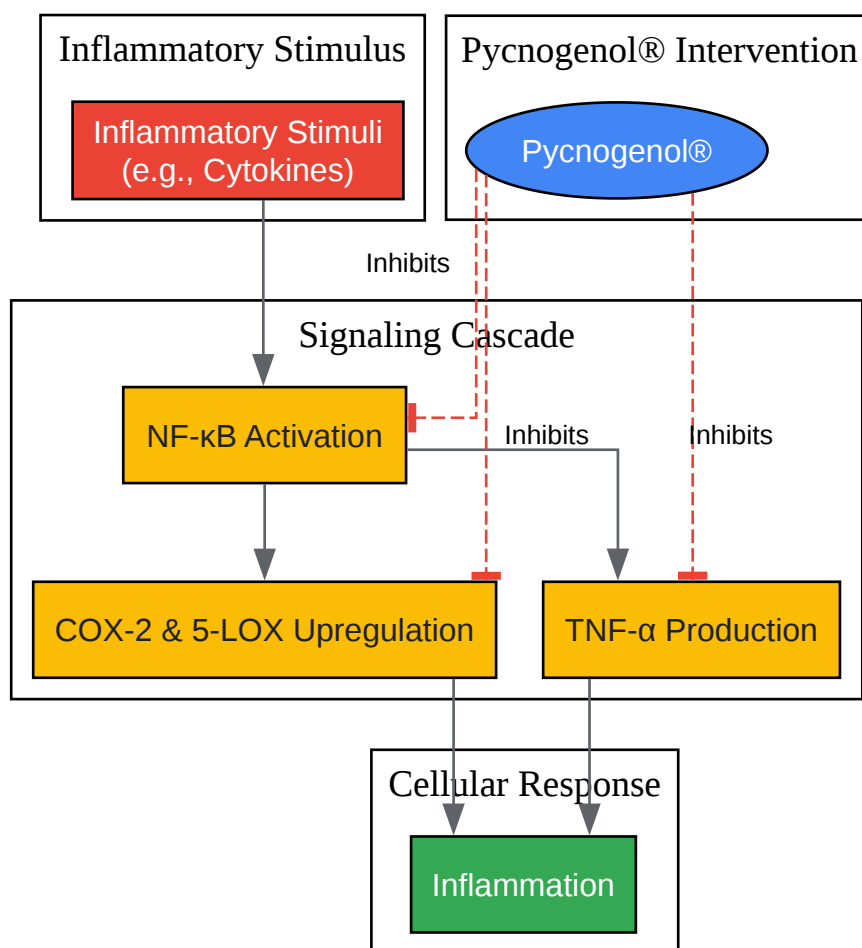 Inflammatory Stimulus
Pycnogenol® Intervention
Inflammatory Stimuli
(e.g., Cytokines)
Pycnogenol®
Inhibits
Signaling Cascade
NF-κB Activation
Inhibits
Inhibits
COX-2 & 5-LOX Upregulation
TNF-α Production
Cellular Response
Inflammation